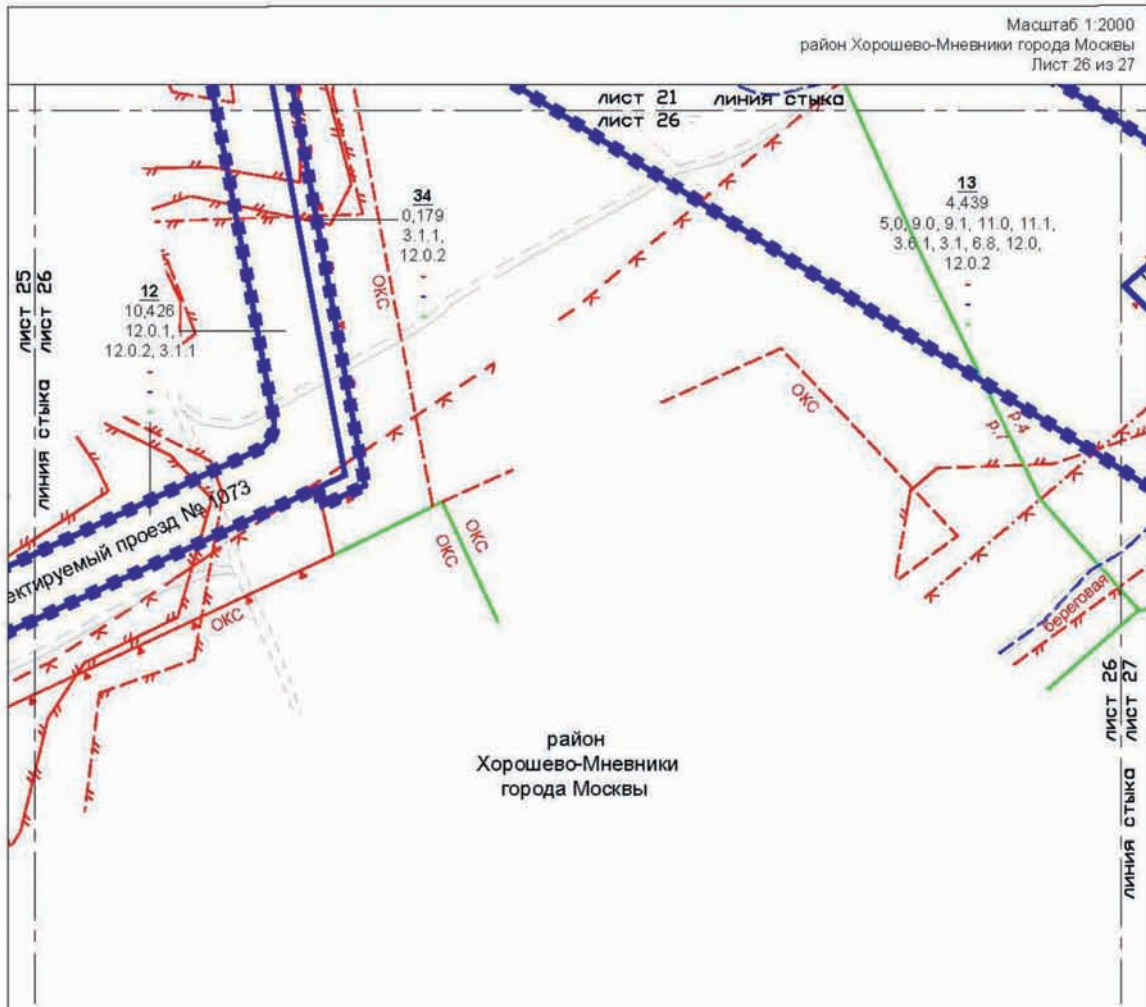 Масштаб 1:2000
район Хорошево-Мневники города Москвы
Лист 26 из 27
лист 21
линия стыка
лист 26
34
0,179
3.1.1,
12.0.2
13
4,439
5.0, 9.0, 9.1, 11.0, 11.1,
3.6.1, 3.1, 6.8, 12.0,
12.0.2
лист 25
лист 26
линия стыка
12
10,426
12.0.1,
12.0.2, 3.1.1
ОКС
ОКС
р.4
р.7
ектируемый проезд № 1073
ОКС
ОКС
ОКС
береговая
лист 26
лист 27
линия стыка
район
Хорошево-Мневники
города Москвы